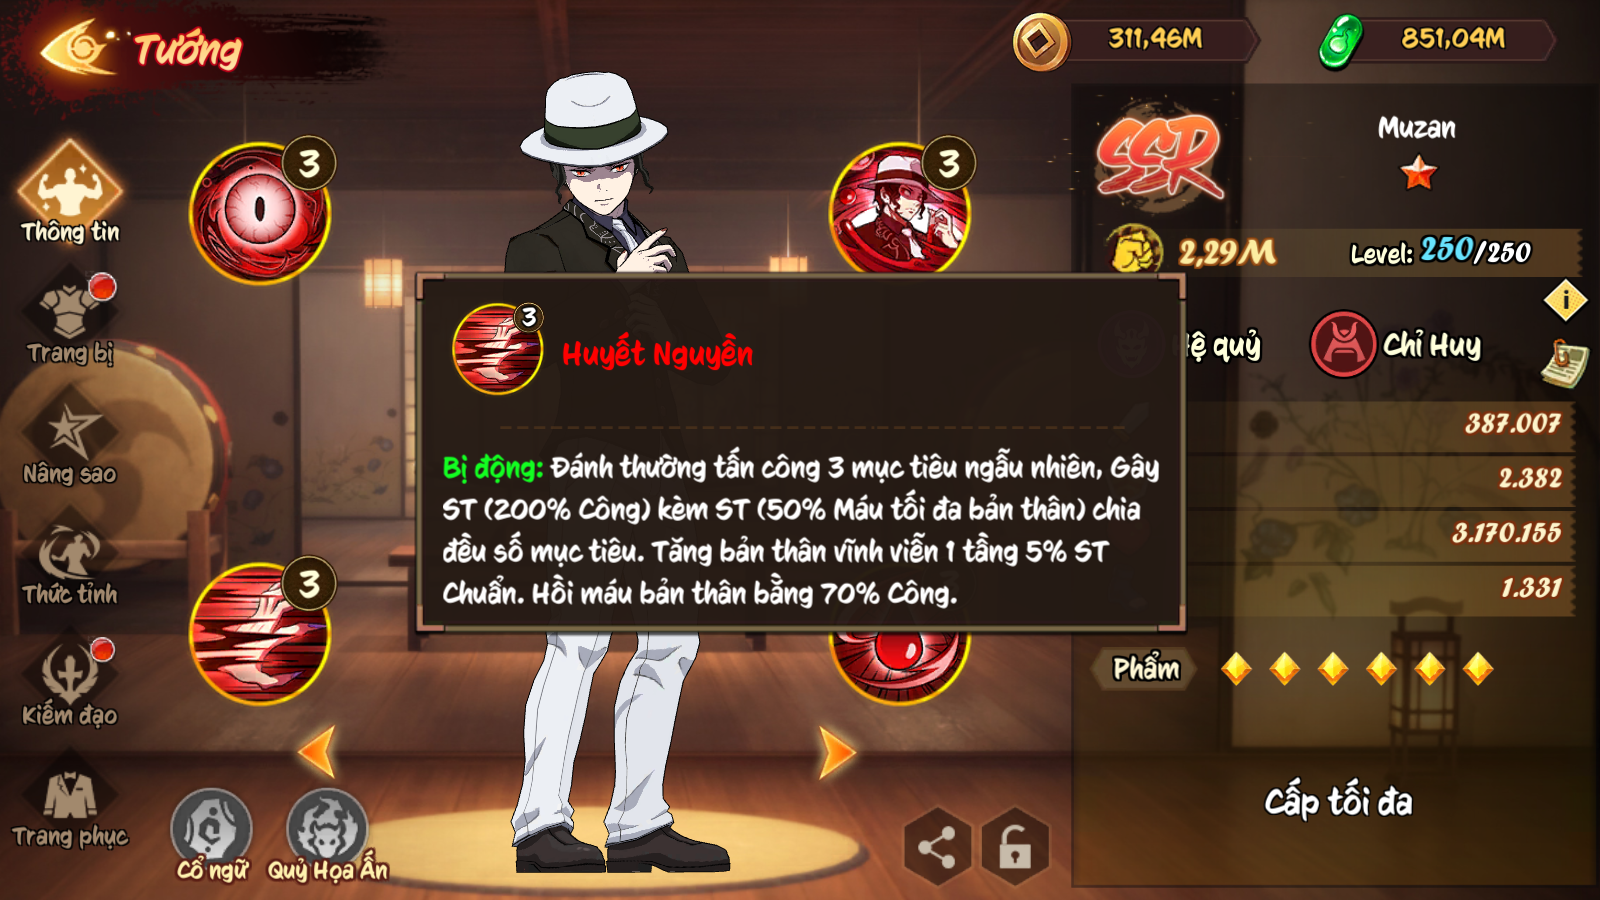 Tướng
311,46M
851,04M
Thông tin
Trang bị
Nâng sao
Thức tỉnh
Kiếm đạo
Trang phục
3
3
3
Cổ ngữ
Quỷ Họa Ấn
3
Huyết Nguyền
Bị động: Đánh thường tấn công 3 mục tiêu ngẫu nhiên, Gây
ST (200% Công) kèm ST (50% Máu tối đa bản thân) chia
đều số mục tiêu. Tăng bản thân vĩnh viễn 1 tầng 5% ST
Chuẩn. Hồi máu bản thân bằng 70% Công.
SSR
Muzan
2,29M
Level: 250/250
Hệ quỷ
Chỉ Huy
387.007
2.382
3.170.155
1.331
Phẩm
Cấp tối đa